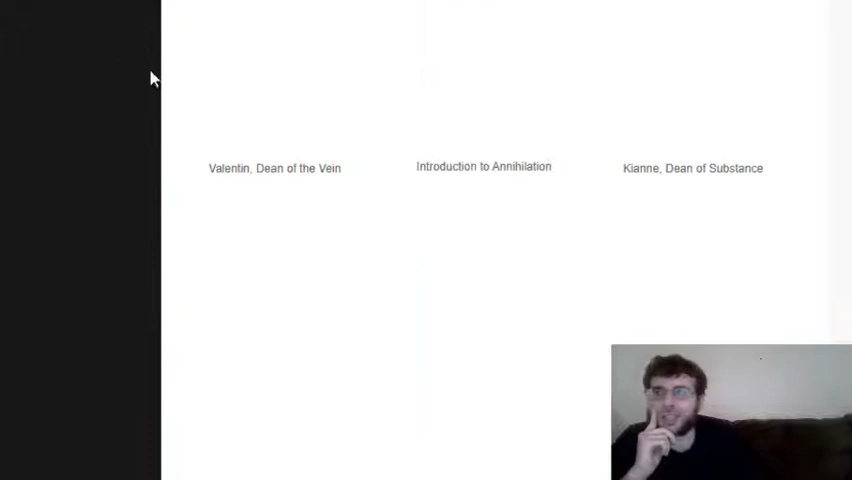 Valentin, Dean of the Vein
Introduction to Annihilation
Kianne, Dean of Substance